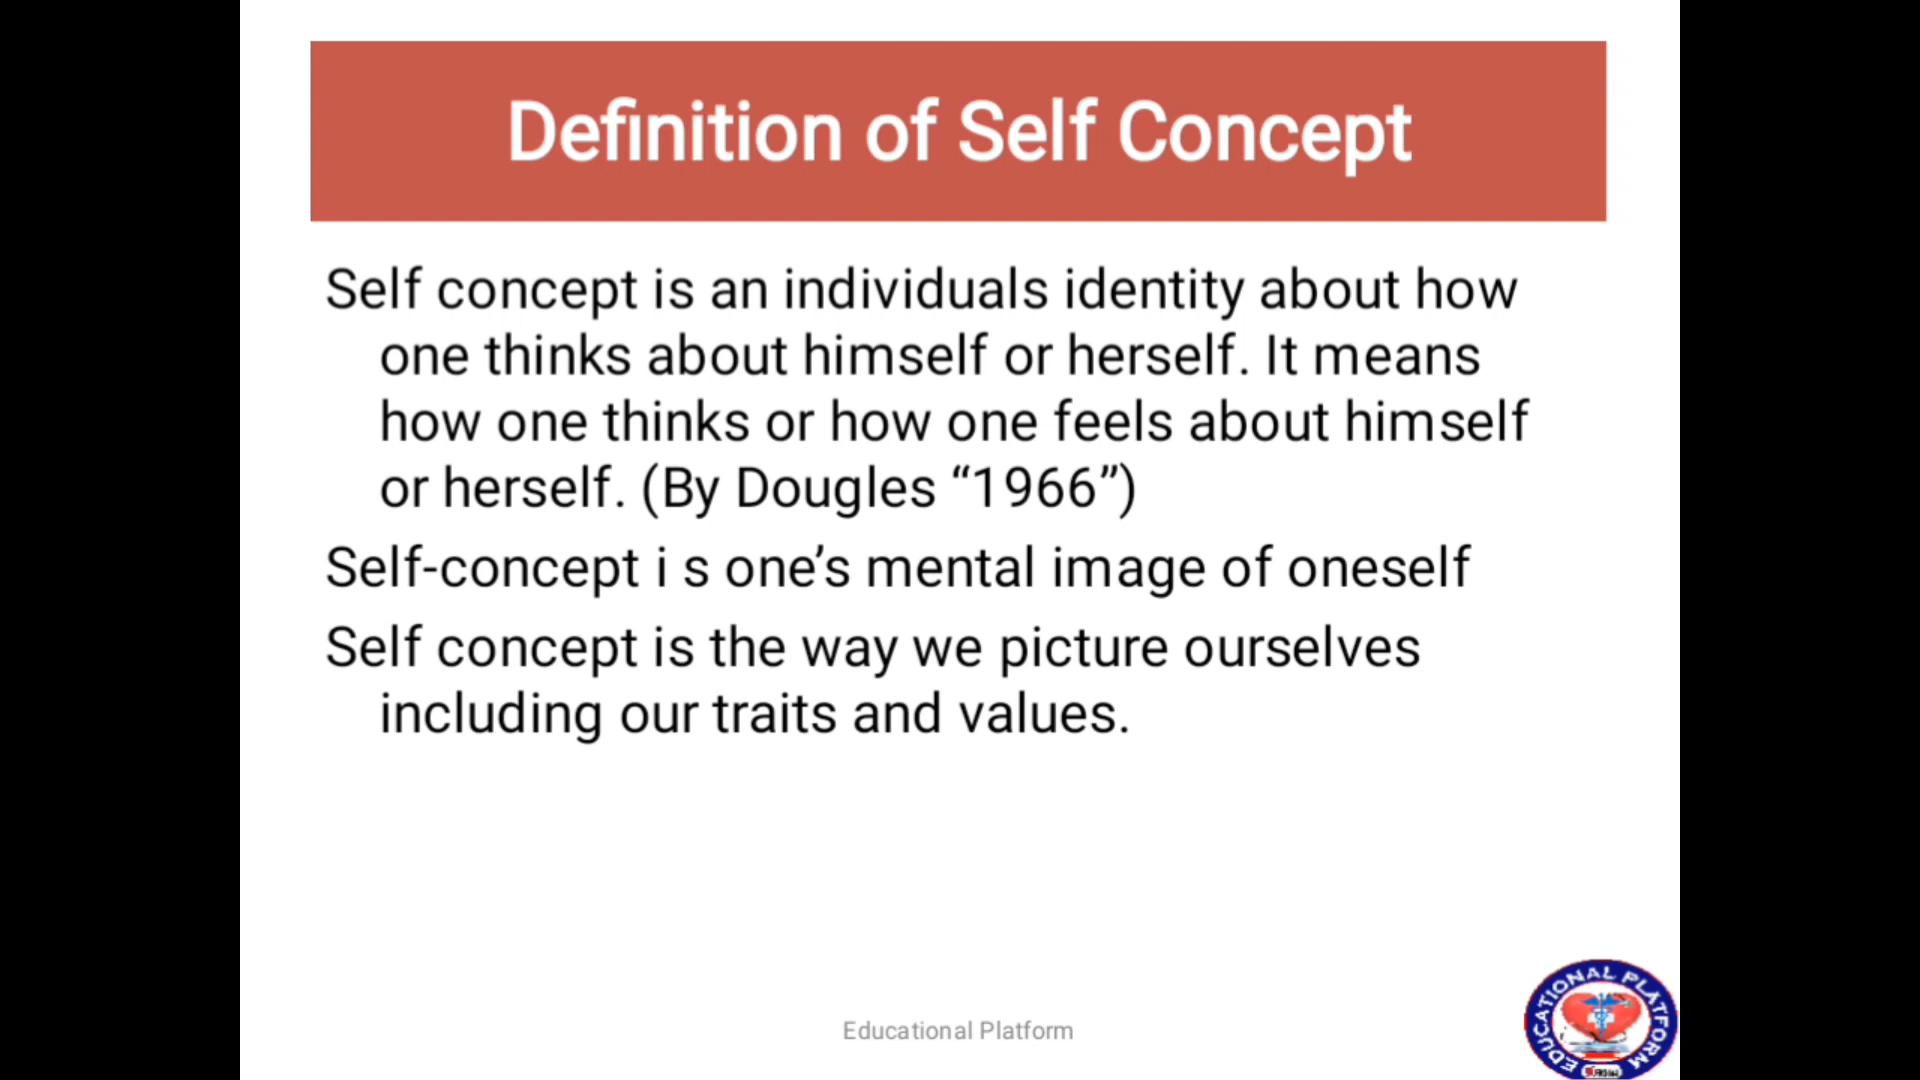 Definition of Self Concept
Self concept is an individuals identity about how
one thinks about himself or herself. It means
how one thinks or how one feels about himself
or herself. (By Dougles “1966”)
Self-concept i s one’s mental image of oneself
Self concept is the way we picture ourselves
including our traits and values.
Educational Platform
EDUCATIONAL PLATFORM